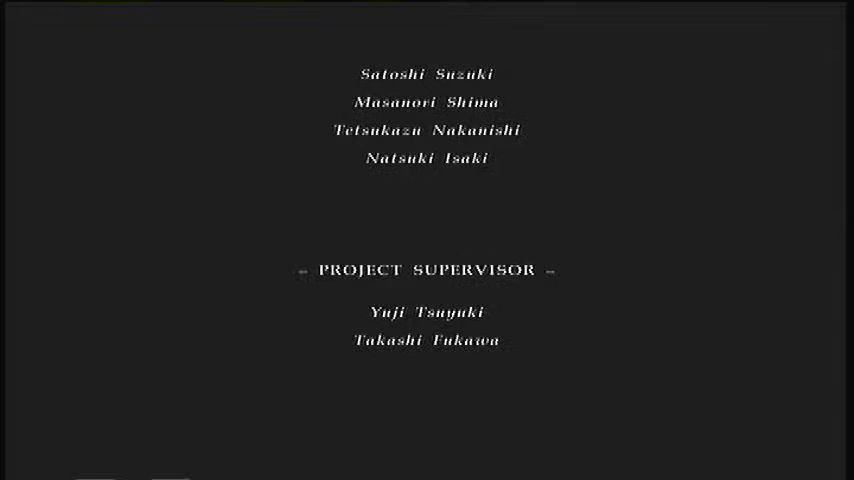 Satoshi Suzuki
Masanori Shima
Tetsukazu Nakanishi
Natsuki Isaki
– PROJECT SUPERVISOR –
Yuji Tsuyuki
Takashi Fukawa